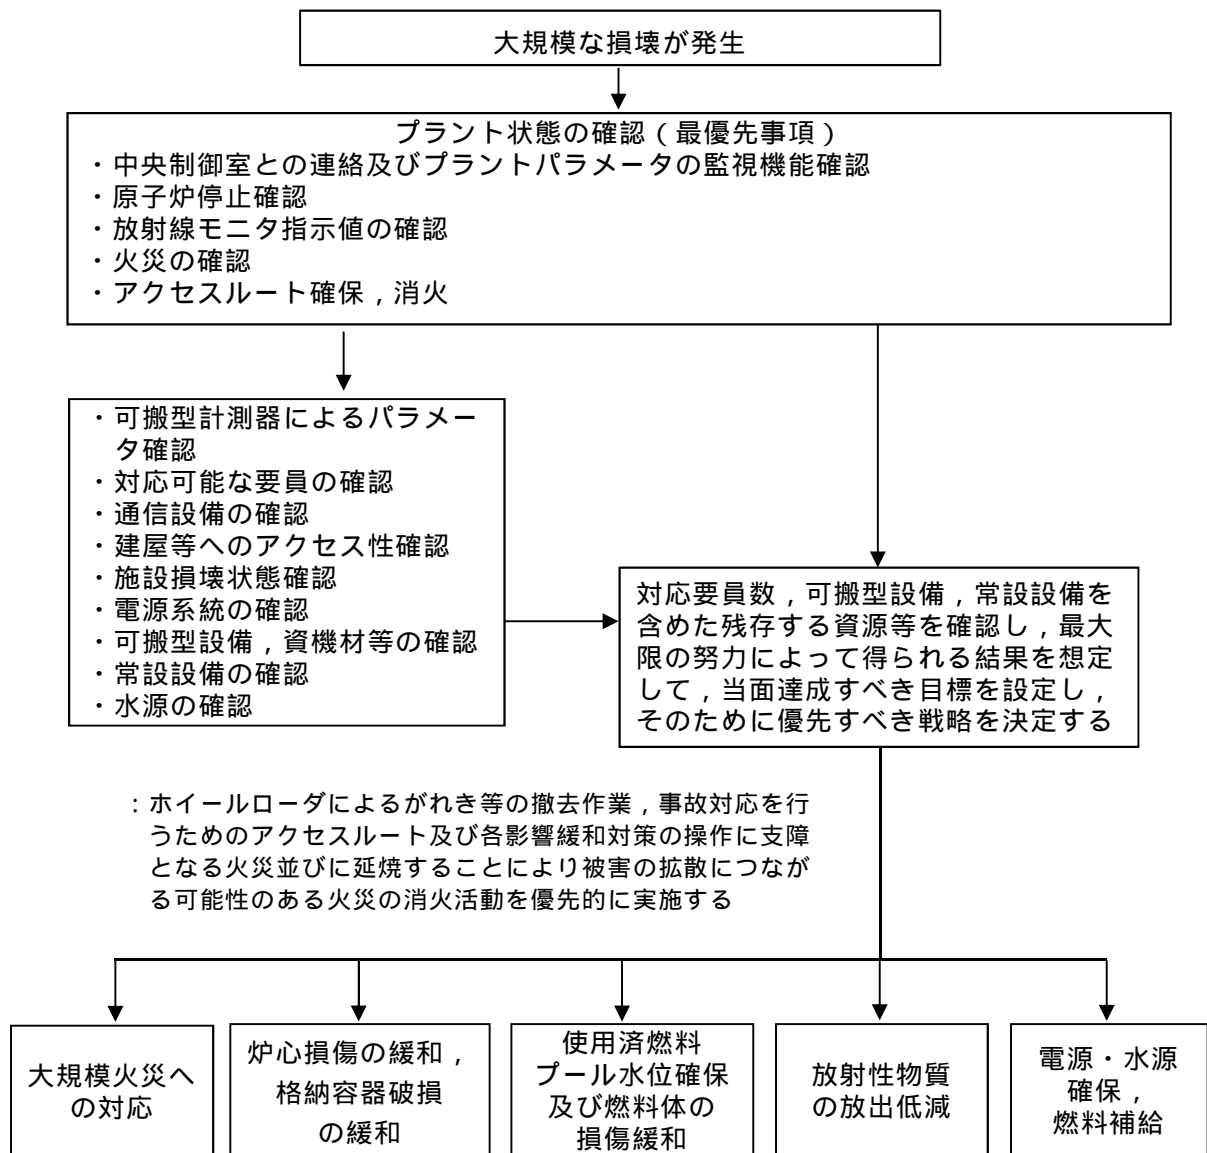 大規模な損壊が発生
プラント状態の確認（最優先事項）
・中央制御室との連絡及びプラントパラメータの監視機能確認
・原子炉停止確認
・放射線モニタ指示値の確認
・火災の確認
・アクセスルート確保，消火
・可搬型計測器によるパラメー
タ確認
・対応可能な要員の確認
・通信設備の確認
・建屋等へのアクセス性確認
・施設損壊状態確認
・電源系統の確認
・可搬型設備，資機材等の確認
・常設設備の確認
・水源の確認
対応要員数，可搬型設備，常設設備を
含めた残存する資源等を確認し，最大
限の努力によって得られる結果を想定
して，当面達成すべき目標を設定し，
そのために優先すべき戦略を決定する
：ホイールローダによるがれき等の撤去作業，事故対応を行
うためのアクセスルート及び各影響緩和対策の操作に支障
となる火災並びに延焼することにより被害の拡散につなが
る可能性のある火災の消火活動を優先的に実施する
大規模火災へ
の対応
炉心損傷の緩和，
格納容器破損
の緩和
使用済燃料
プール水位確保
及び燃料体の
損傷緩和
放射性物質
の放出低減
電源・水源
確保，
燃料補給